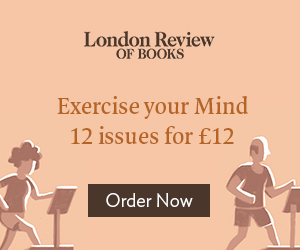 London Review
OF BOOKS
Exercise your Mind
12 issues for £12
Order Now